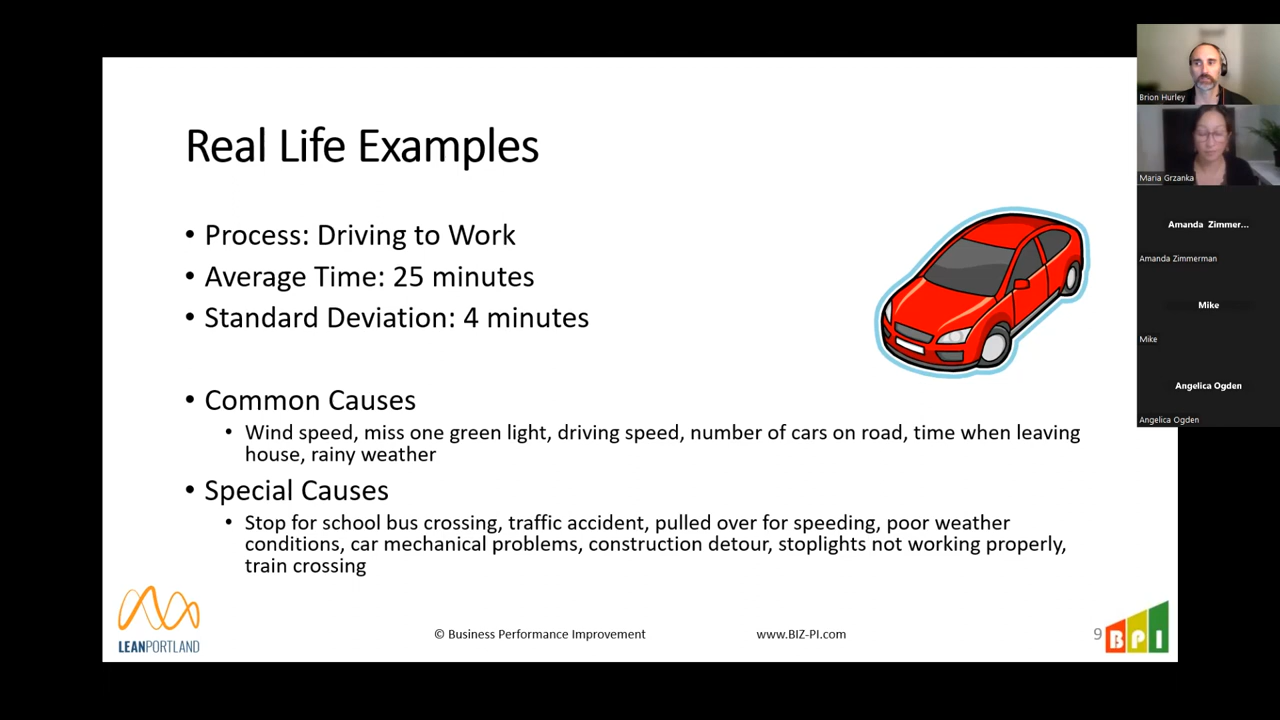 Real Life Examples
• Process: Driving to Work
• Average Time: 25 minutes
• Standard Deviation: 4 minutes
• Common Causes
• Wind speed, miss one green light, driving speed, number of cars on road, time when leaving
house, rainy weather
• Special Causes
• Stop for school bus crossing, traffic accident, pulled over for speeding, poor weather
conditions, car mechanical problems, construction detour, stoplights not working properly,
train crossing
LEANPORTLAND
© Business Performance Improvement
www.BIZ-PI.com
9
BPI
Brion Hurley
Maria Grzanka
Amanda Zimmer...
Amanda Zimmerman
Mike
Mike
Angelica Ogden
Angelica Ogden